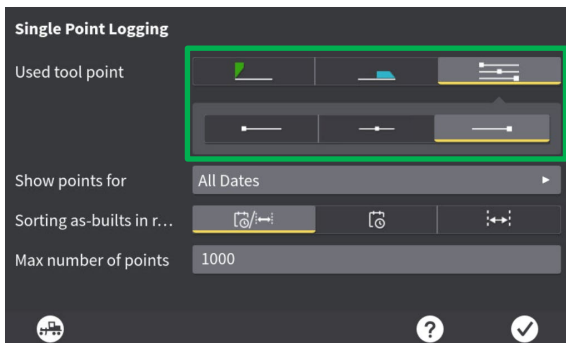 Single Point Logging
Used tool point
Show points for
All Dates
Sorting as-builts in r...
Max number of points
1000
?